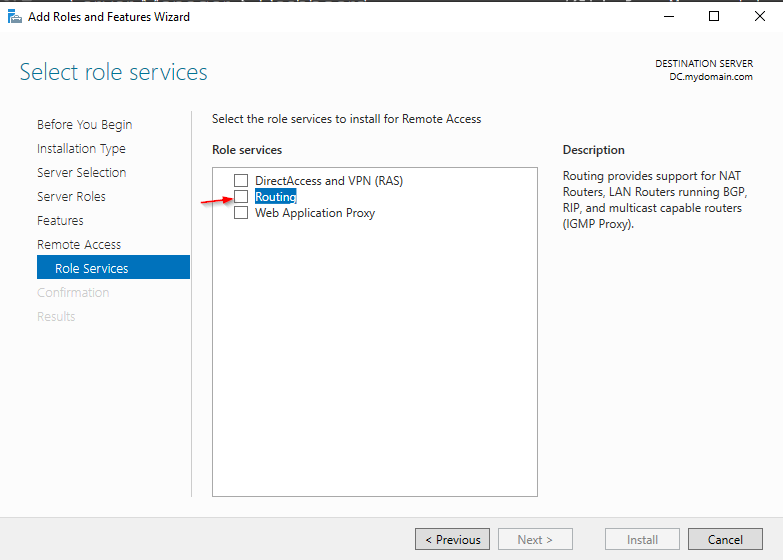 Add Roles and Features Wizard
Select role services
DESTINATION SERVER
DC.mydomain.com
Before You Begin
Installation Type
Server Selection
Server Roles
Features
Remote Access
Role Services
Confirmation
Results
Select the role services to install for Remote Access
Role services
DirectAccess and VPN (RAS)
Routing
Web Application Proxy
Description
Routing provides support for NAT
Routers, LAN Routers running BGP,
RIP, and multicast capable routers
(IGMP Proxy).
< Previous
Next >
Install
Cancel